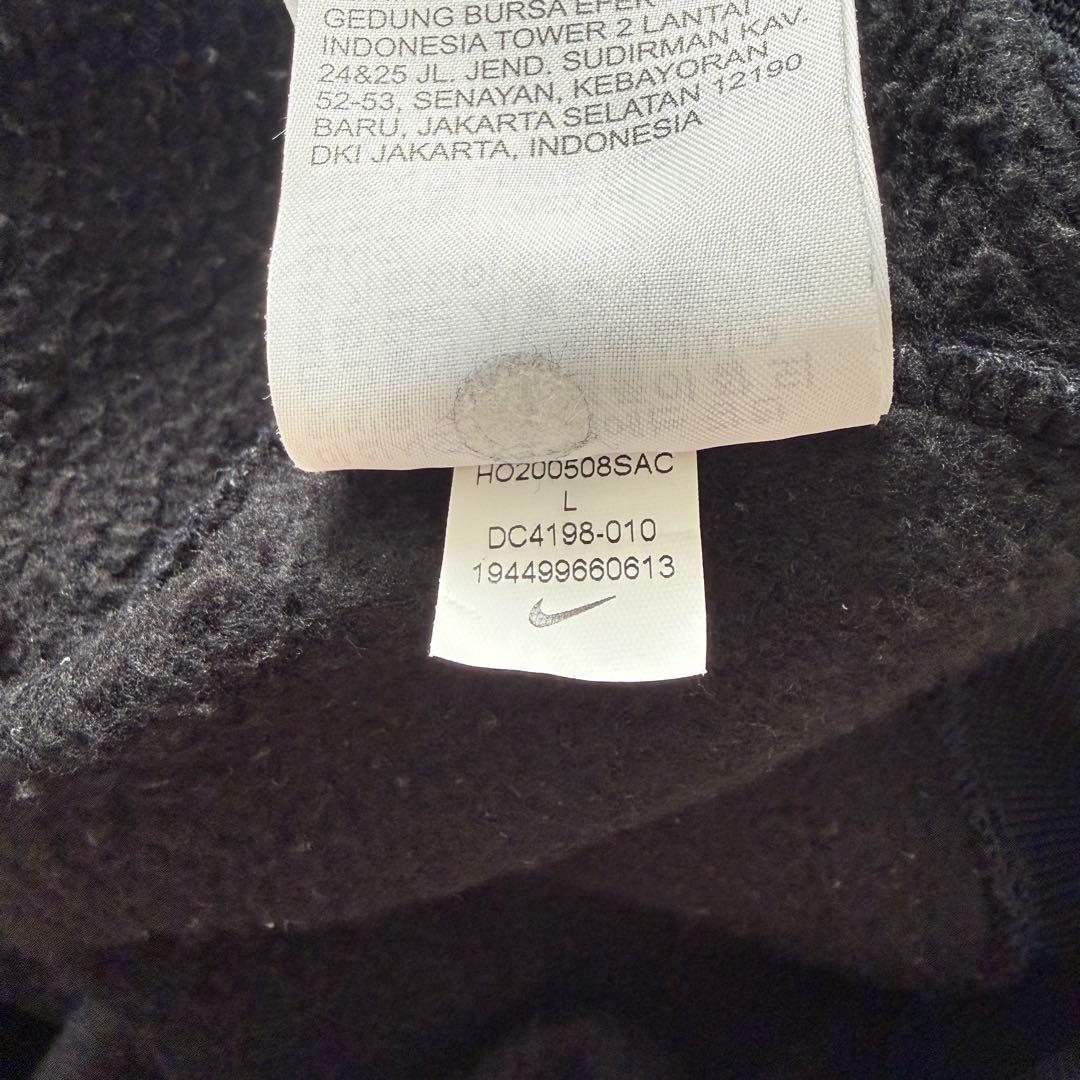 GEDUNG BURSA EFEK
INDONESIA TOWER 2 LANTAI
24&25 JL. JEND. SUDIRMAN KAV.
52-53, SENAYAN, KEBAYORAN
BARU, JAKARTA SELATAN 12190
DKI JAKARTA, INDONESIA
HO200508SAC
L
DC4198-010
194499660613